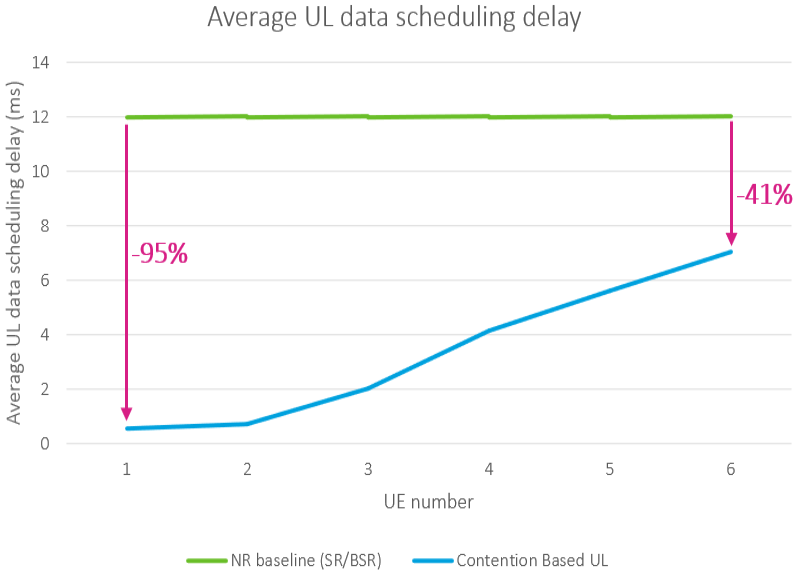 Average UL data scheduling delay
Average UL data scheduling delay (ms)
14
12
10
8
6
4
2
0
-95%
-41%
1 2 3 4 5 6
UE number
NR baseline (SR/BSR) Contention Based UL